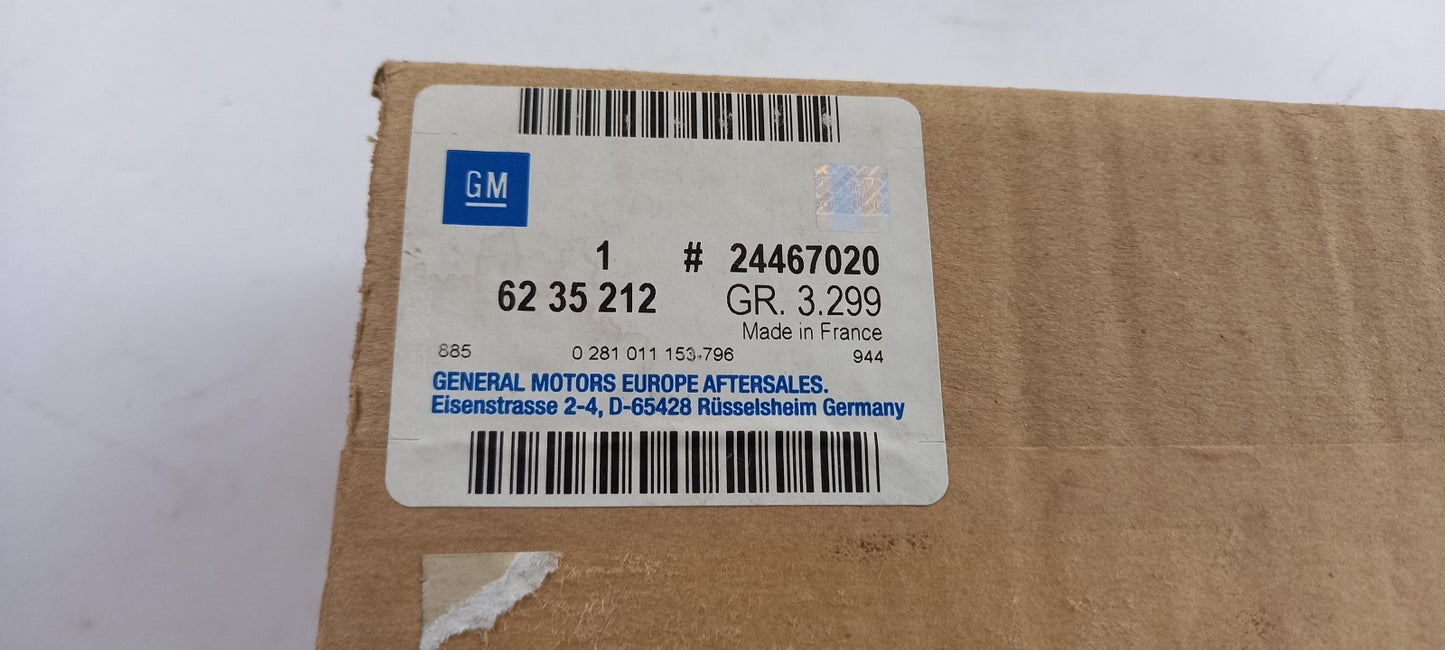 GM
1 # 24467020
62 35 212 GR. 3.299
Made in France
885 0 281 011 153-796 944
GENERAL MOTORS EUROPE AFTERSALES.
Eisenstrasse 2-4, D-65428 Rüsselsheim Germany